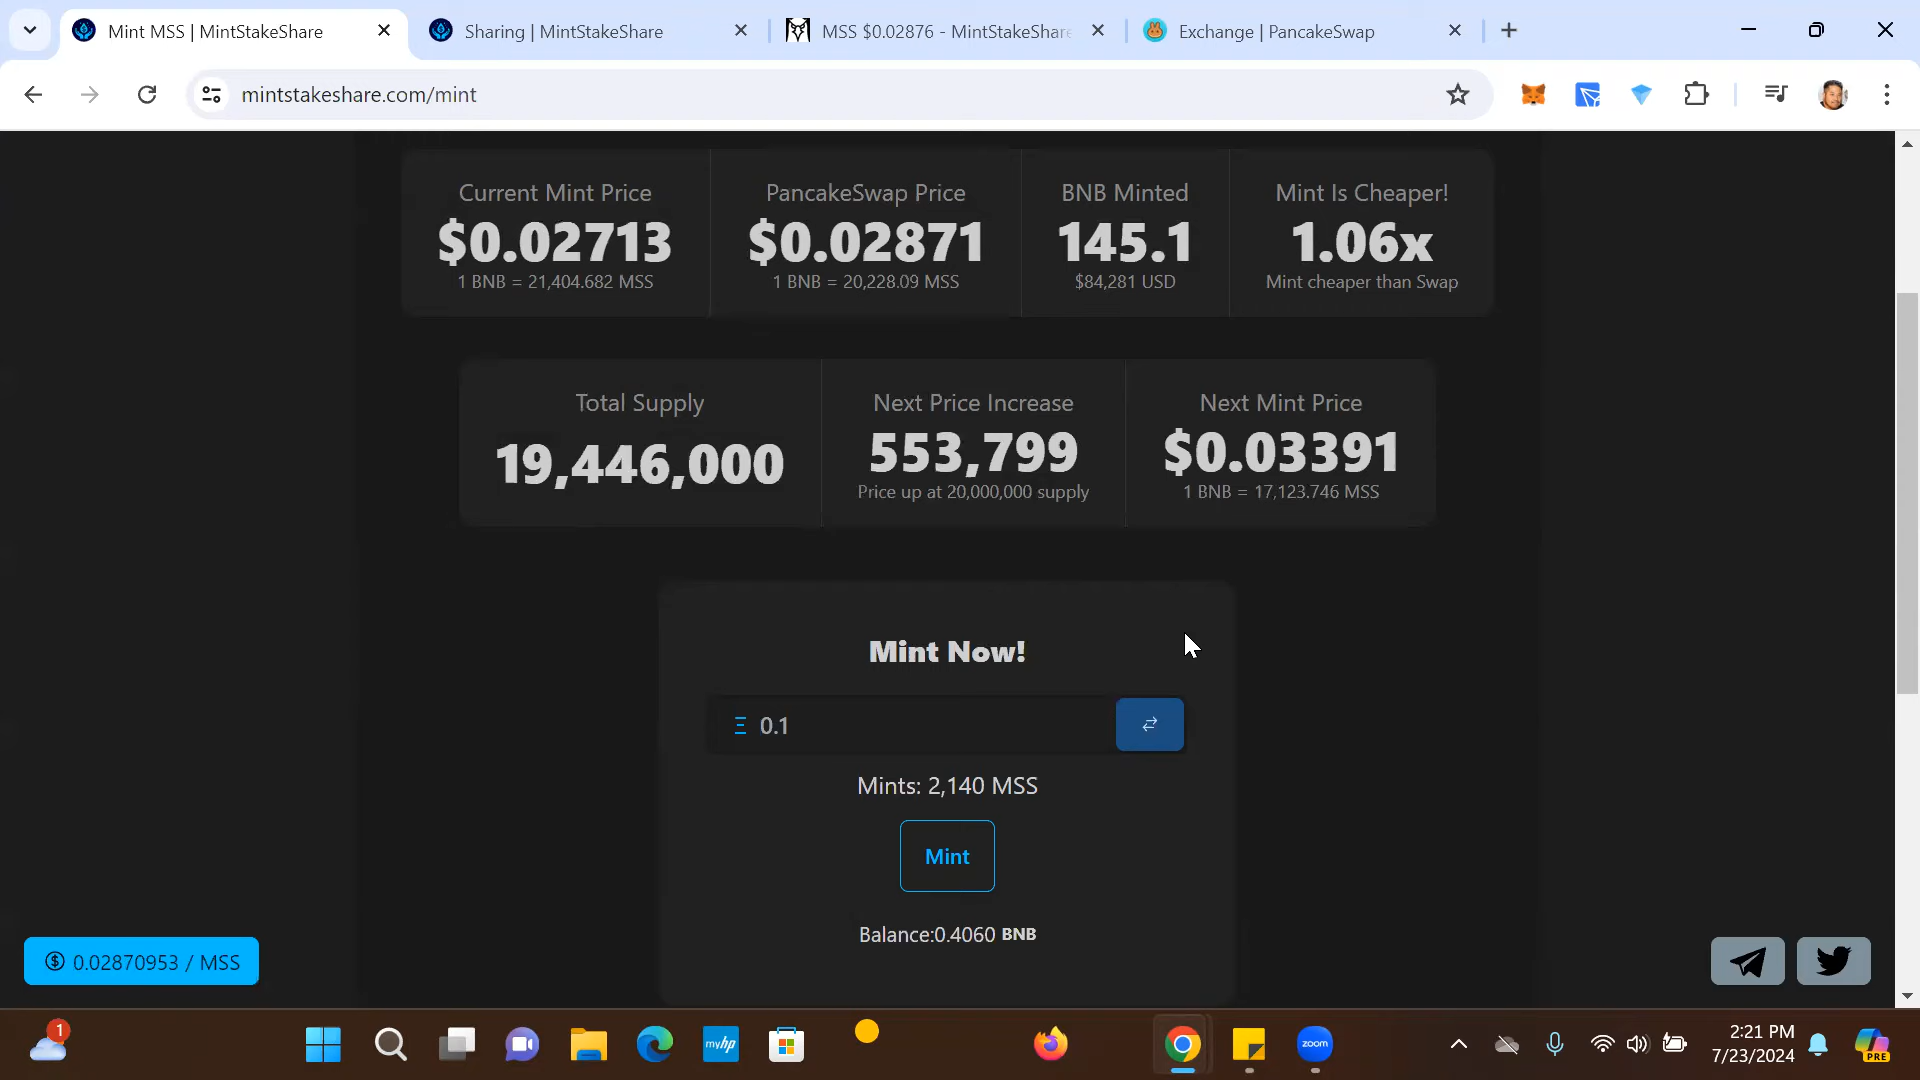 Mint MSS | MintStakeShare
Sharing | MintStakeShare
MSS $0.02876 - MintStakeShare
Exchange | PancakeSwap
mintstakeshare.com/mint
Current Mint Price
$0.02713
1 BNB = 21,404.682 MSS
PancakeSwap Price
$0.02871
1 BNB = 20,228.09 MSS
BNB Minted
145.1
$84,281 USD
Mint Is Cheaper!
1.06x
Mint cheaper than Swap
Total Supply
19,446,000
Next Price Increase
553,799
Price up at 20,000,000 supply
Next Mint Price
$0.03391
1 BNB = 17,123.746 MSS
Mint Now!
Ξ 0.1
Mints: 2,140 MSS
Mint
Balance:0.4060 BNB
0.02870953 / MSS
1
myhp
zoom
2:21 PM
7/23/2024
PRE